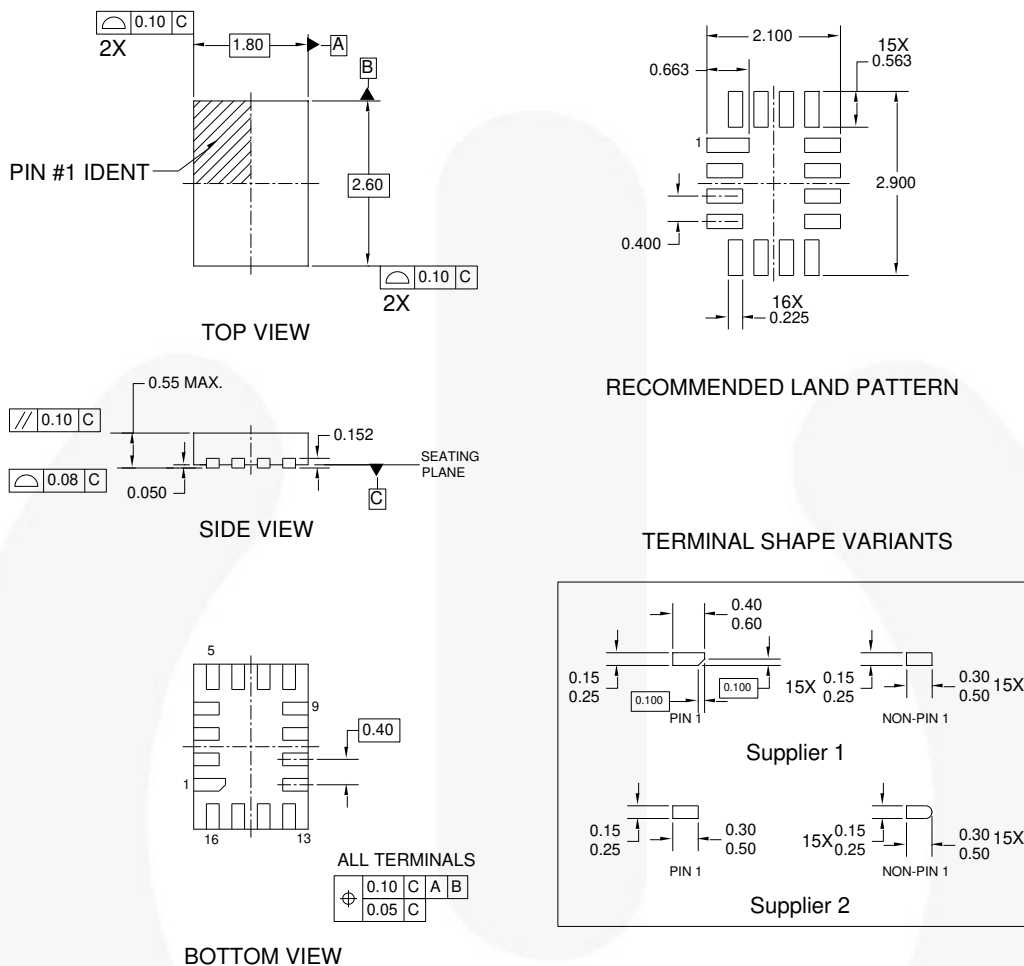 0.10 C
2X
1.80
A
B
PIN #1 IDENT
2.60
0.10 C
2X
TOP VIEW
2.100
15X
0.563
0.663
1
2.900
0.400
16X
0.225
RECOMMENDED LAND PATTERN
0.55 MAX.
// 0.10 C
0.152
SEATING
PLANE
0.08 C
0.050
C
SIDE VIEW
TERMINAL SHAPE VARIANTS
0.40
0.60
0.15
0.25
0.100
0.100
15X
PIN 1
0.15
0.25
0.30
0.50
15X
NON-PIN 1
Supplier 1
0.15
0.25
0.30
0.50
PIN 1
15X
0.15
0.25
0.30
0.50
15X
NON-PIN 1
Supplier 2
5
9
0.40
1
16
13
ALL TERMINALS
⌖ 0.10 C A B
0.05 C
BOTTOM VIEW